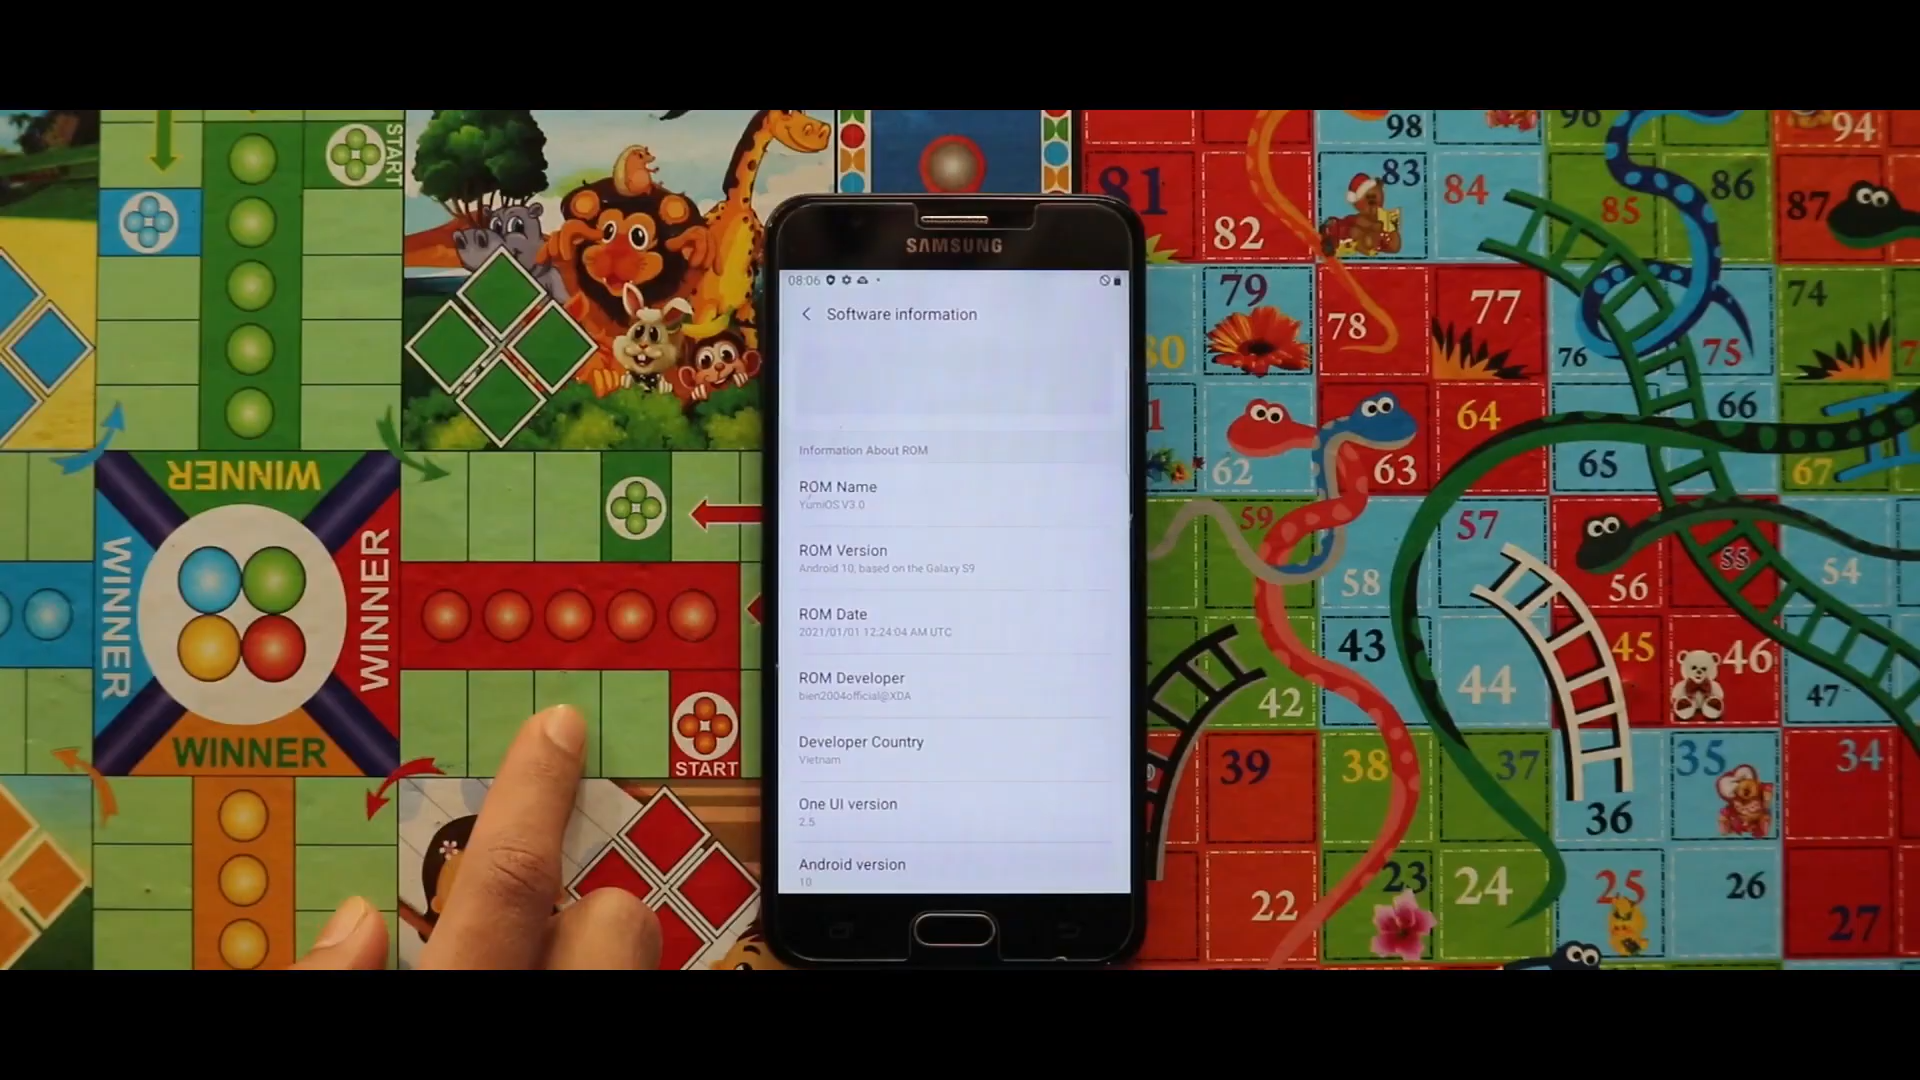 START
WINNER
WINNER
WINNER
WINNER
START
SAMSUNG
08:06
Software information
Information About ROM
ROM Name
YumiOS V3.0
ROM Version
Android 10, based on the Galaxy S9
ROM Date
2021/01/01 12:24:04 AM UTC
ROM Developer
bien2004official@XDA
Developer Country
Vietnam
One UI version
2.5
Android version
10
98 96 94
81 82 83 84 85 86 87
80 79 78 77 76 75 74
62 63 64 65 66 67
59 58 57 56 55 54
42 43 44 45 46 47
39 38 37 36 35 34
22 23 24 25 26 27